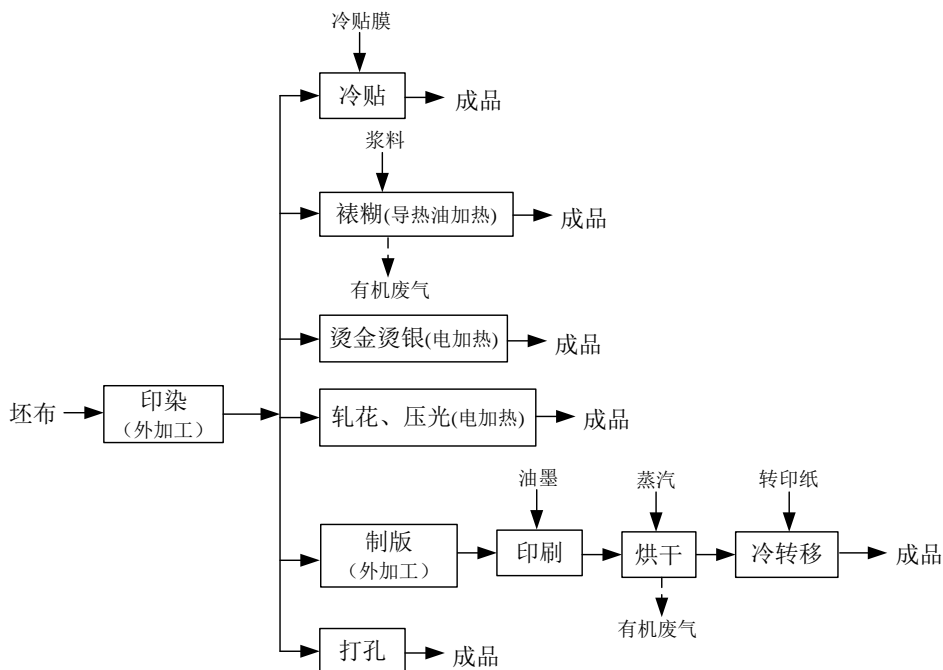 冷贴膜
冷贴
成品
浆料
裱糊(导热油加热)
成品
有机废气
烫金烫银(电加热)
成品
坯布
印染
（外加工）
轧花、压光(电加热)
成品
油墨
蒸汽
转印纸
制版
（外加工）
印刷
烘干
冷转移
成品
有机废气
打孔
成品